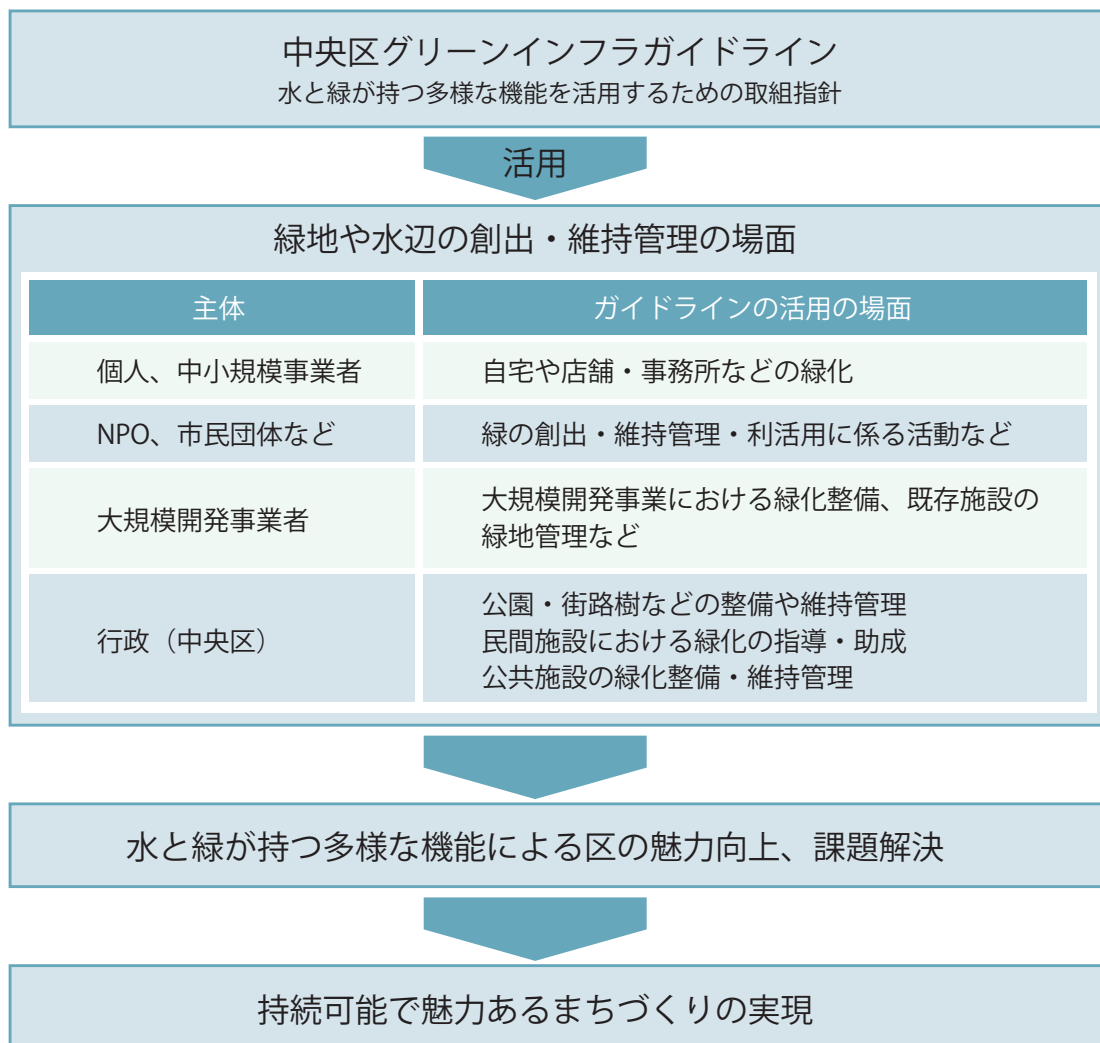 中央区グリーンインフラガイドライン
水と緑が持つ多様な機能を活用するための取組指針
活用
緑地や水辺の創出・維持管理の場面
主体
ガイドラインの活用の場面
個人、中小規模事業者
自宅や店舗・事務所などの緑化
NPO、市民団体など
緑の創出・維持管理・利活用に係る活動など
大規模開発事業者
大規模開発事業における緑化整備、既存施設の
緑地管理など
行政（中央区）
公園・街路樹などの整備や維持管理
民間施設における緑化の指導・助成
公共施設の緑化整備・維持管理
水と緑が持つ多様な機能による区の魅力向上、課題解決
持続可能で魅力あるまちづくりの実現